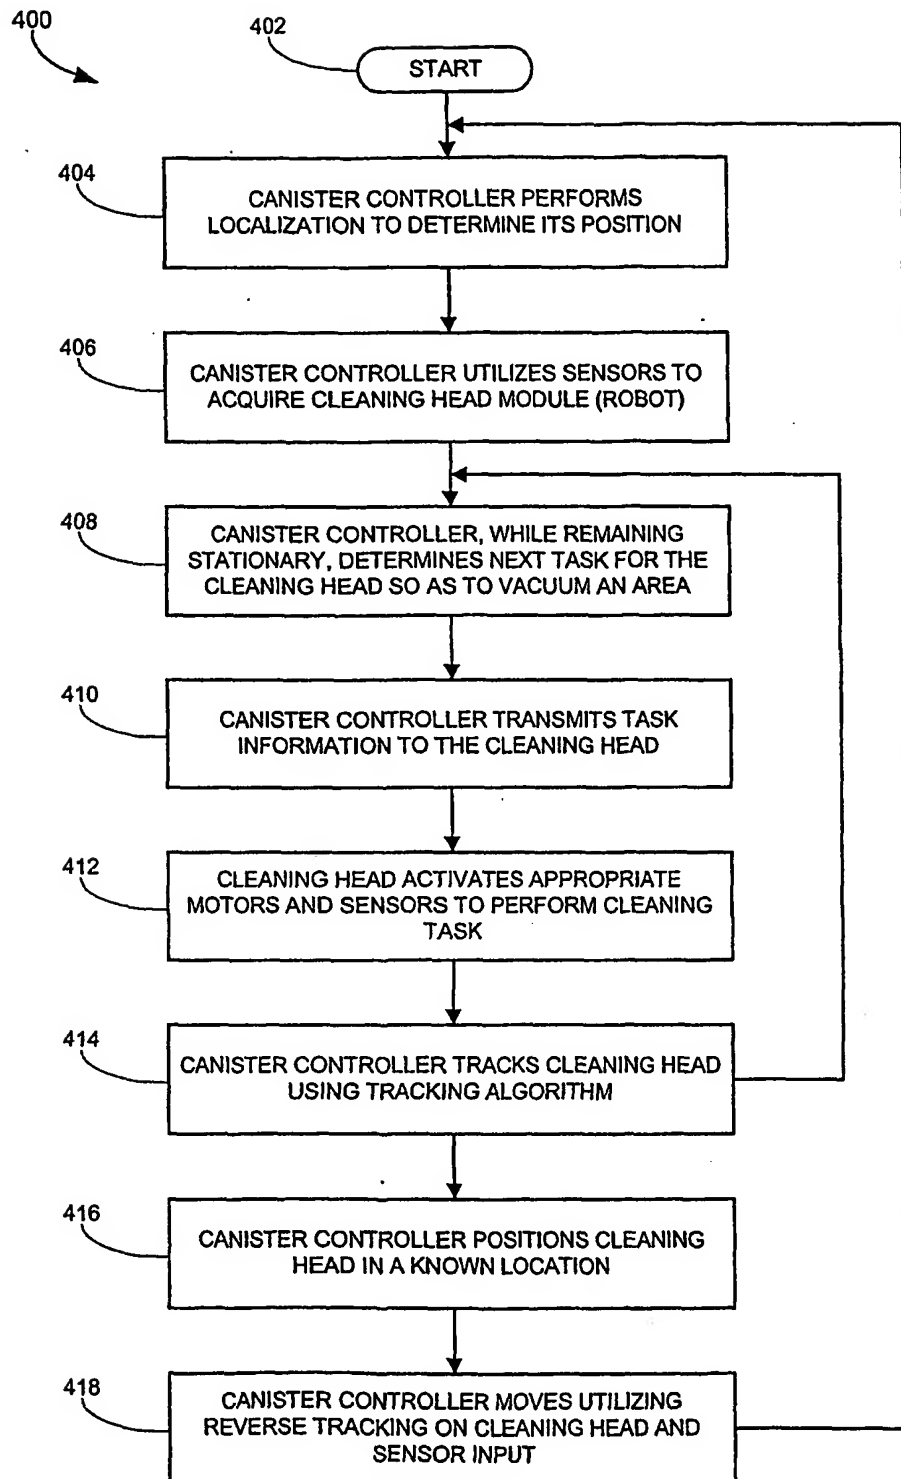 400
402
START
404
CANISTER CONTROLLER PERFORMS
LOCALIZATION TO DETERMINE ITS POSITION
406
CANISTER CONTROLLER UTILIZES SENSORS TO
ACQUIRE CLEANING HEAD MODULE (ROBOT)
408
CANISTER CONTROLLER, WHILE REMAINING
STATIONARY, DETERMINES NEXT TASK FOR THE
CLEANING HEAD SO AS TO VACUUM AN AREA
410
CANISTER CONTROLLER TRANSMITS TASK
INFORMATION TO THE CLEANING HEAD
412
CLEANING HEAD ACTIVATES APPROPRIATE
MOTORS AND SENSORS TO PERFORM CLEANING
TASK
414
CANISTER CONTROLLER TRACKS CLEANING HEAD
USING TRACKING ALGORITHM
416
CANISTER CONTROLLER POSITIONS CLEANING
HEAD IN A KNOWN LOCATION
418
CANISTER CONTROLLER MOVES UTILIZING
REVERSE TRACKING ON CLEANING HEAD AND
SENSOR INPUT